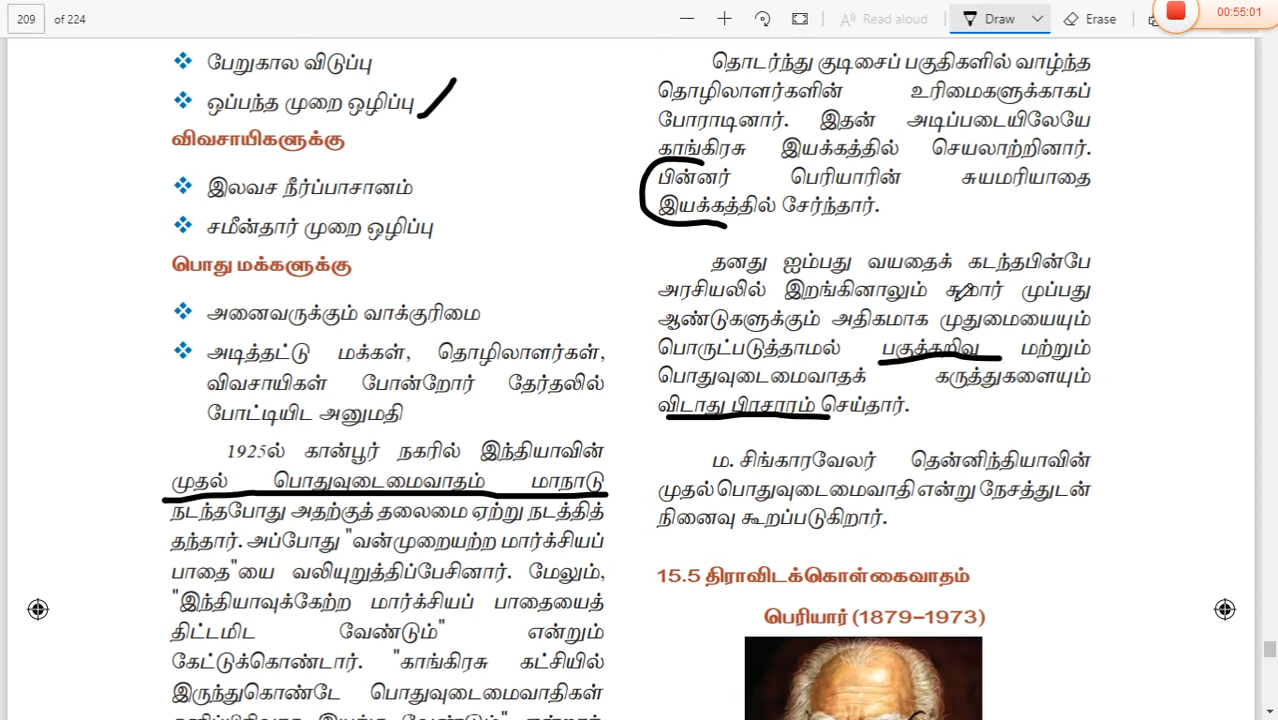 209 of 224
Read aloud
Draw
Erase
00:55:01
பேறுகால விடுப்பு
ஒப்பந்த முறை ஒழிப்பு
விவசாயிகளுக்கு
இலவச நீர்ப்பாசானம்
சமீன்தார் முறை ஒழிப்பு
பொது மக்களுக்கு
அனைவருக்கும் வாக்குரிமை
அடித்தட்டு மக்கள், தொழிலாளர்கள்,
விவசாயிகள் போன்றோர் தேர்தலில்
போட்டியிட அனுமதி
1925ல் கான்பூர் நகரில் இந்தியாவின்
முதல் பொதுவுடைமைவாதம் மாநாடு
நடந்தபோது அதற்குத் தலைமை ஏற்று நடத்தித்
தந்தார். அப்போது "வன்முறையற்ற மார்க்சியப்
பாதை"யை வலியுறுத்திப்பேசினார். மேலும்,
"இந்தியாவுக்கேற்ற மார்க்சியப் பாதையைத்
திட்டமிட வேண்டும்" என்றும்
கேட்டுக்கொண்டார். "காங்கிரசு கட்சியில்
இருந்துகொண்டே பொதுவுடைமைவாதிகள்
தொடர்ந்து குடிசைப் பகுதிகளில் வாழ்ந்த
தொழிலாளர்களின் உரிமைகளுக்காகப்
போராடினார். இதன் அடிப்படையிலேயே
காங்கிரசு இயக்கத்தில் செயலாற்றினார்.
பின்னர் பெரியாரின் சுயமரியாதை
இயக்கத்தில் சேர்ந்தார்.
தனது ஐம்பது வயதைக் கடந்தபின்பே
அரசியலில் இறங்கினாலும் சுமார் முப்பது
ஆண்டுகளுக்கும் அதிகமாக முதுமையையும்
பொருட்படுத்தாமல் பகுத்தறிவு மற்றும்
பொதுவுடைமைவாதக் கருத்துகளையும்
விடாது பிரசாரம் செய்தார்.
ம. சிங்காரவேலர் தென்னிந்தியாவின்
முதல் பொதுவுடைமைவாதி என்று நேசத்துடன்
நினைவு கூறப்படுகிறார்.
15.5 திராவிடக்கொள்கைவாதம்
பெரியார் (1879–1973)